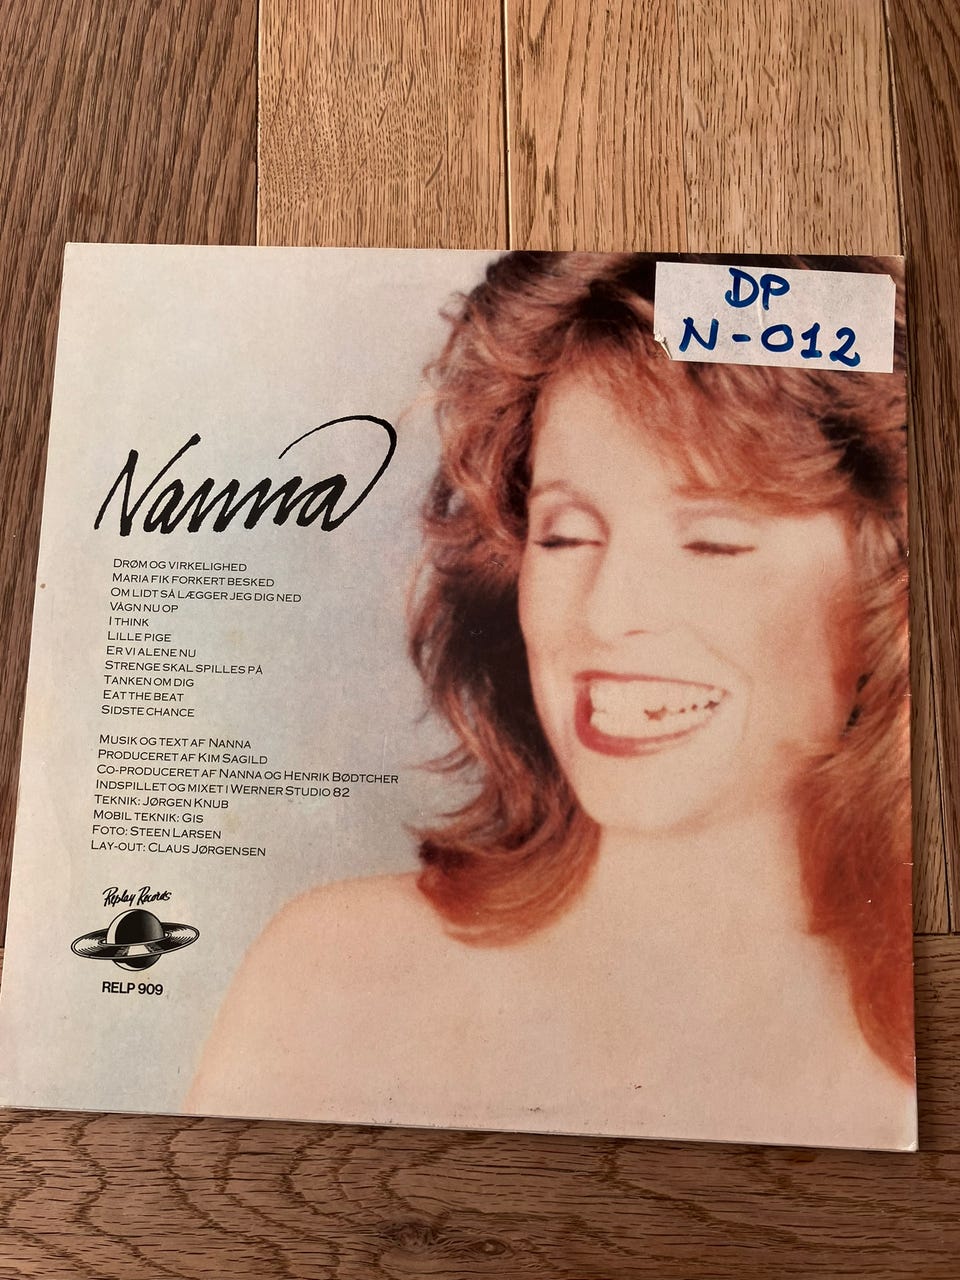 DP
N-012
Nanna
DRØM OG VIRKELIGHED
MARIA FIK FORKERT BESKED
OM LIDT SÅ LÆGGER JEG DIG NED
VÅGN NU OP
I THINK
LILLE PIGE
ER VI ALENE NU
STRENGE SKAL SPILLES PÅ
TANKEN OM DIG
EAT THE BEAT
SIDSTE CHANCE
MUSIK OG TEXT AF NANNA
PRODUCERET AF KIM SAGILD
CO-PRODUCERET AF NANNA OG HENRIK BØDTCHER
INDSPILLET OG MIXET I WERNER STUDIO 82
TEKNIK: JØRGEN KNUB
MOBIL TEKNIK: GIS
FOTO: STEEN LARSEN
LAY-OUT: CLAUS JØRGENSEN
Replay Records
RELP 909